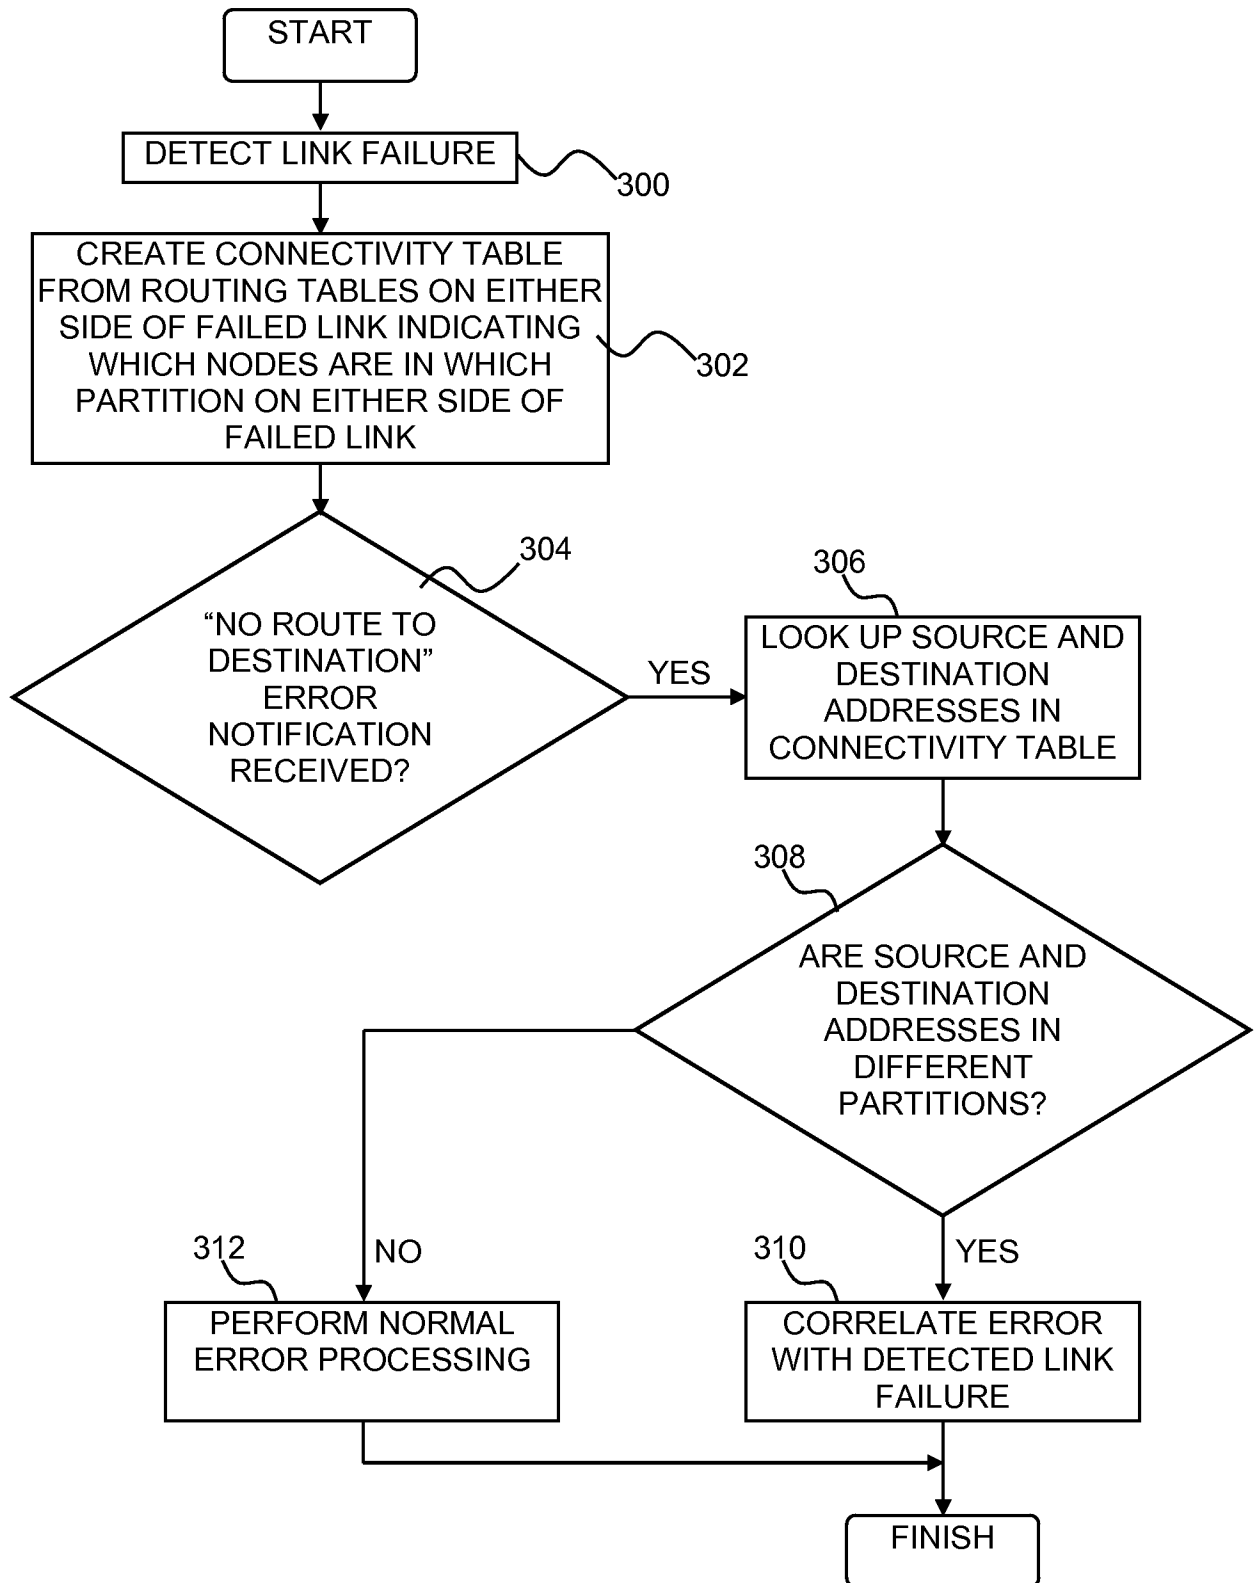 START
DETECT LINK FAILURE
300
CREATE CONNECTIVITY TABLE
FROM ROUTING TABLES ON EITHER
SIDE OF FAILED LINK INDICATING
WHICH NODES ARE IN WHICH
PARTITION ON EITHER SIDE OF
FAILED LINK
302
304
“NO ROUTE TO
DESTINATION”
ERROR
NOTIFICATION
RECEIVED?
YES
306
LOOK UP SOURCE AND
DESTINATION
ADDRESSES IN
CONNECTIVITY TABLE
308
ARE SOURCE AND
DESTINATION
ADDRESSES IN
DIFFERENT
PARTITIONS?
NO
YES
312
PERFORM NORMAL
ERROR PROCESSING
310
CORRELATE ERROR
WITH DETECTED LINK
FAILURE
FINISH